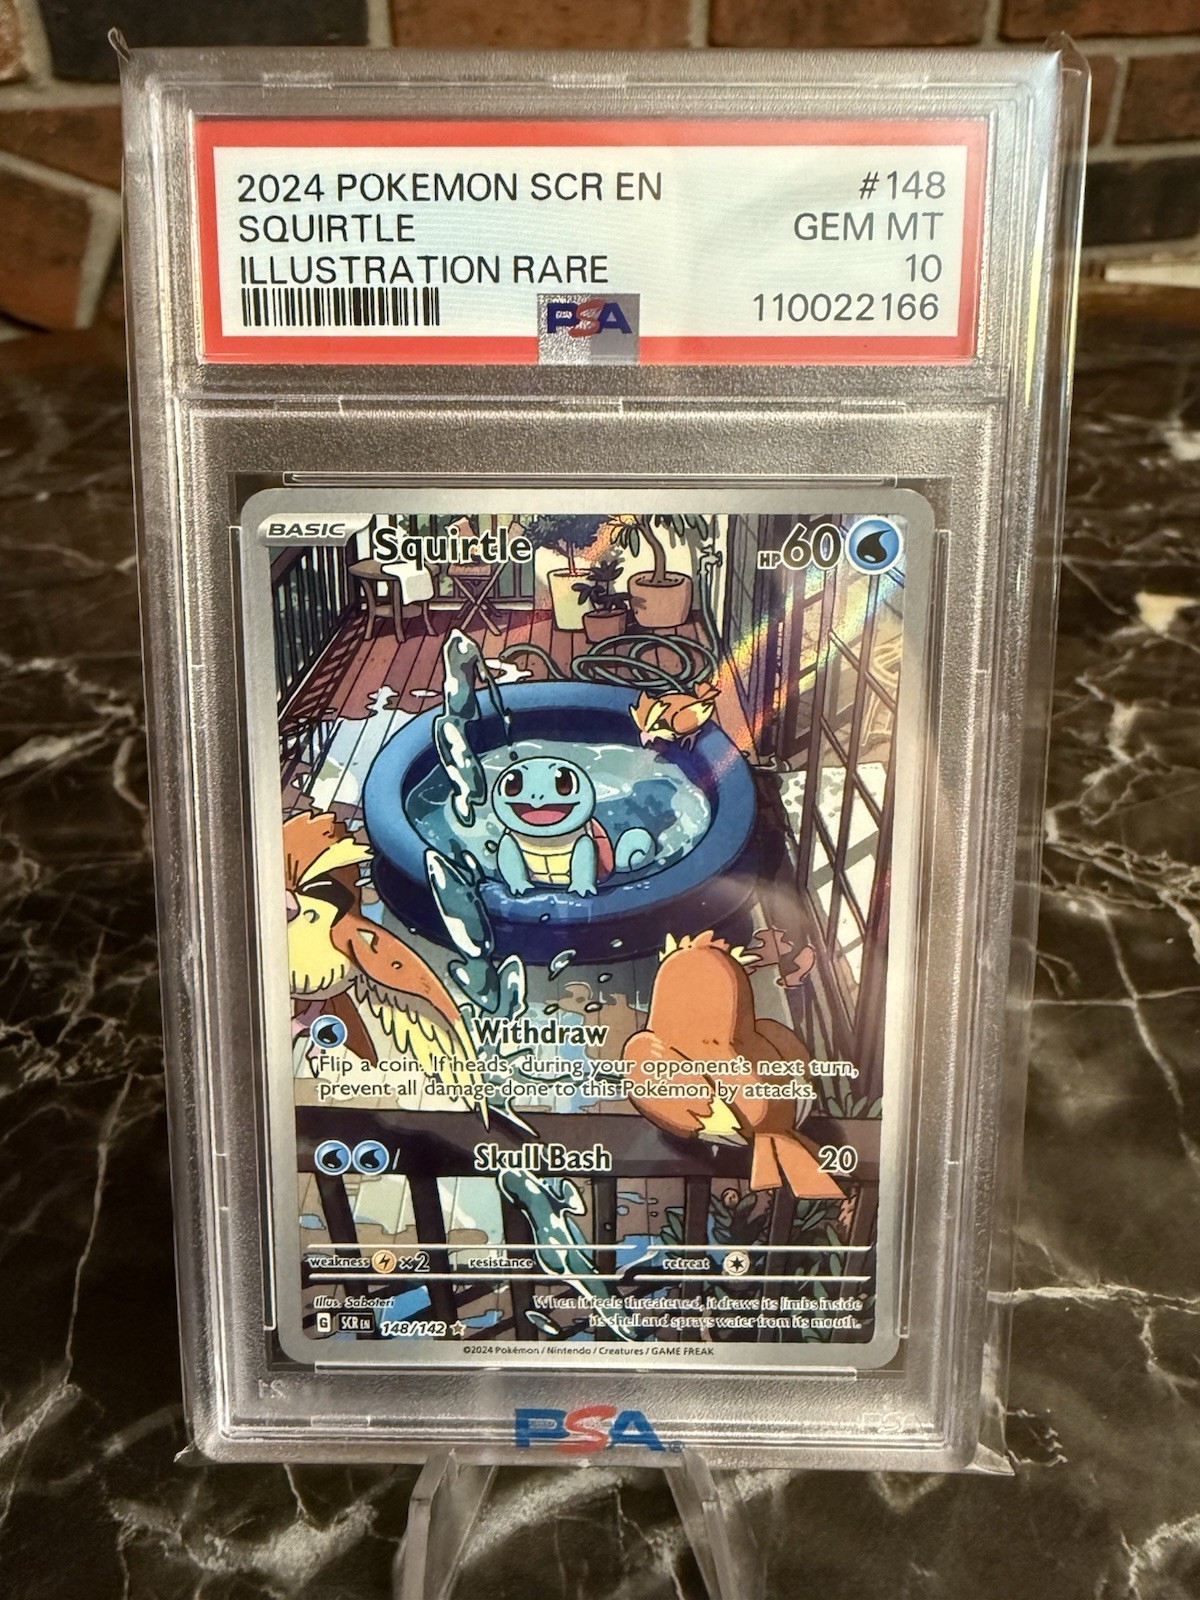 2024 POKEMON SCR EN #148
SQUIRTLE GEM MT
ILLUSTRATION RARE 10
110022166
PSA
BASIC Squirtle HP60
Withdraw
Flip a coin. If heads, during your opponent's next turn,
prevent all damage done to this Pokémon by attacks.
Skull Bash 20
weakness ×2 resistance retreat
Illus. Saboteri
When it feels threatened, it draws its limbs inside
its shell and sprays water from its mouth.
G SCR EN 148/142
©2024 Pokémon / Nintendo / Creatures / GAME FREAK
PSA®